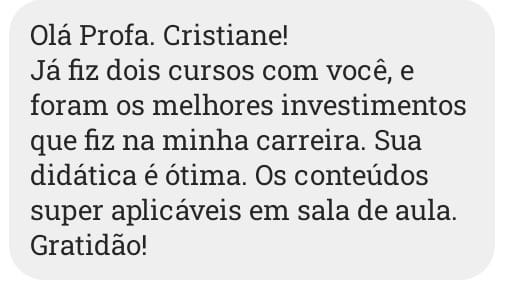 Olá Profa. Cristiane!
Já fiz dois cursos com você, e
foram os melhores investimentos
que fiz na minha carreira. Sua
didática é ótima. Os conteúdos
super aplicáveis em sala de aula.
Gratidão!